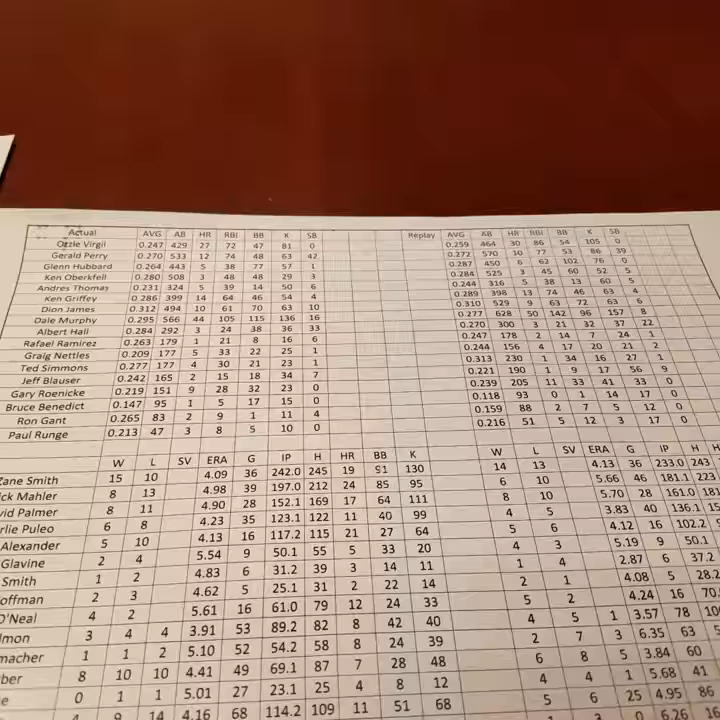 Actual AVG AB HR RBI BB K SB Replay AVG AB HR RBI BB K SB
Ozzie Virgil 0.247 429 27 72 47 81 0 0.259 464 30 86 54 105 0
Gerald Perry 0.270 533 12 74 48 63 42 0.272 570 10 77 53 86 39
Glenn Hubbard 0.264 443 5 38 77 57 1 0.287 450 6 62 102 76 0
Ken Oberkfell 0.280 508 3 48 48 29 3 0.284 525 3 45 60 52 5
Andres Thomas 0.231 324 5 39 14 50 6 0.244 316 5 38 13 60 5
Ken Griffey 0.286 399 14 64 46 54 4 0.289 398 13 74 46 63 4
Dion James 0.312 494 10 61 70 63 10 0.310 529 9 63 72 63 6
Dale Murphy 0.295 566 44 105 115 136 16 0.277 628 50 142 96 157 8
Albert Hall 0.284 292 3 24 38 36 33 0.270 300 3 21 32 37 22
Rafael Ramirez 0.263 179 1 21 8 16 6 0.247 178 2 14 7 24 1
Graig Nettles 0.209 177 5 33 22 25 1 0.244 156 4 17 20 21 2
Ted Simmons 0.277 177 4 30 21 23 1 0.313 230 1 34 16 27 1
Jeff Blauser 0.242 165 2 15 18 34 7 0.221 190 1 9 17 56 9
Gary Roenicke 0.219 151 9 28 32 23 0 0.239 205 11 33 41 33 0
Bruce Benedict 0.147 95 1 5 17 15 0 0.118 93 0 1 14 17 0
Ron Gant 0.265 83 2 9 1 11 4 0.159 88 2 7 5 12 0
Paul Runge 0.213 47 3 8 5 10 0 0.216 51 5 12 3 17 0
W L SV ERA G IP H HR BB K W L SV ERA G IP H
Zane Smith 15 10 4.09 36 242.0 245 19 91 130 14 13 4.13 36 233.0 243
ick Mahler 8 13 4.98 39 197.0 212 24 85 95 6 10 5.66 46 181.1 223
vid Palmer 8 11 4.90 28 152.1 169 17 64 111 8 10 5.70 28 161.0 181
rlie Puleo 6 8 4.23 35 123.1 122 11 40 99 4 5 3.83 40 136.1
Alexander 5 10 4.13 16 117.2 115 21 27 64 5 6 4.12 16 102.2
Glavine 2 4 5.54 9 50.1 55 5 33 20 4 3 5.19 9 50.1
Smith 1 2 4.83 6 31.2 39 3 14 11 1 4 2.87 6 37.2
offman 2 3 4.62 5 25.1 31 2 22 14 2 1 4.08 5 28.2
O'Neal 4 2 5.61 16 61.0 79 12 24 33 5 2 4.24 16
lmon 3 4 4 3.91 53 89.2 82 8 42 40 4 5 1 3.57 78
macher 1 1 2 5.10 52 54.2 58 8 24 39 2 7 3 6.35 63
ber 8 10 10 4.41 49 69.1 87 7 28 48 6 8 5 3.84 60
e 0 1 1 5.01 27 23.1 25 4 8 12 4 4 1 5.68 41
4 9 14 4.16 68 114.2 109 11 51 68 5 6 25 4.95 86
0 6.26